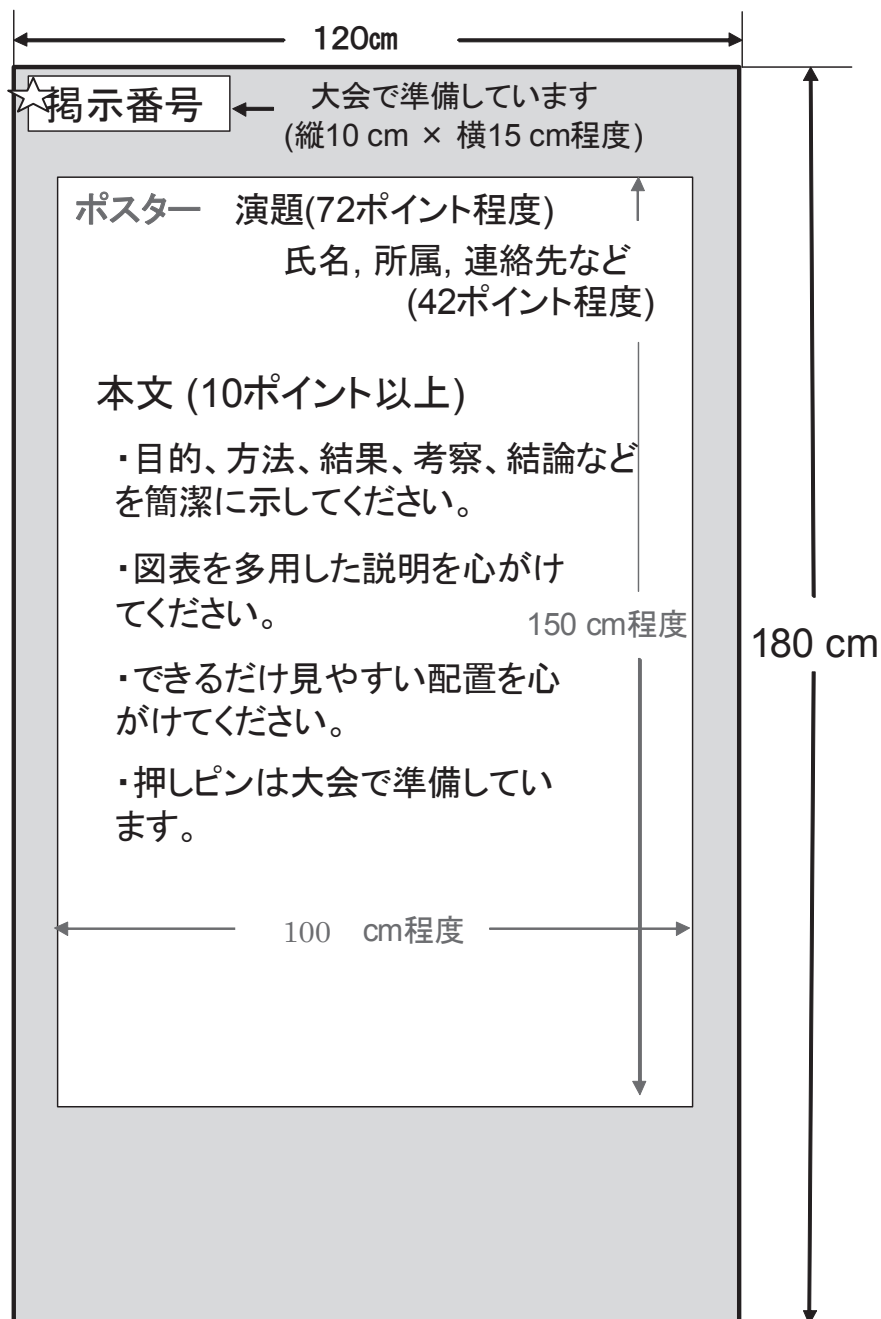 120㎝
掲示番号
大会で準備しています
(縦10 cm × 横15 cm程度)
ポスター 演題(72ポイント程度)
氏名, 所属, 連絡先など
(42ポイント程度)
本文 (10ポイント以上)
・目的、方法、結果、考察、結論など
を簡潔に示してください。
・図表を多用した説明を心がけ
てください。
150 cm程度
180 cm
・できるだけ見やすい配置を心
がけてください。
・押しピンは大会で準備してい
ます。
100 cm程度